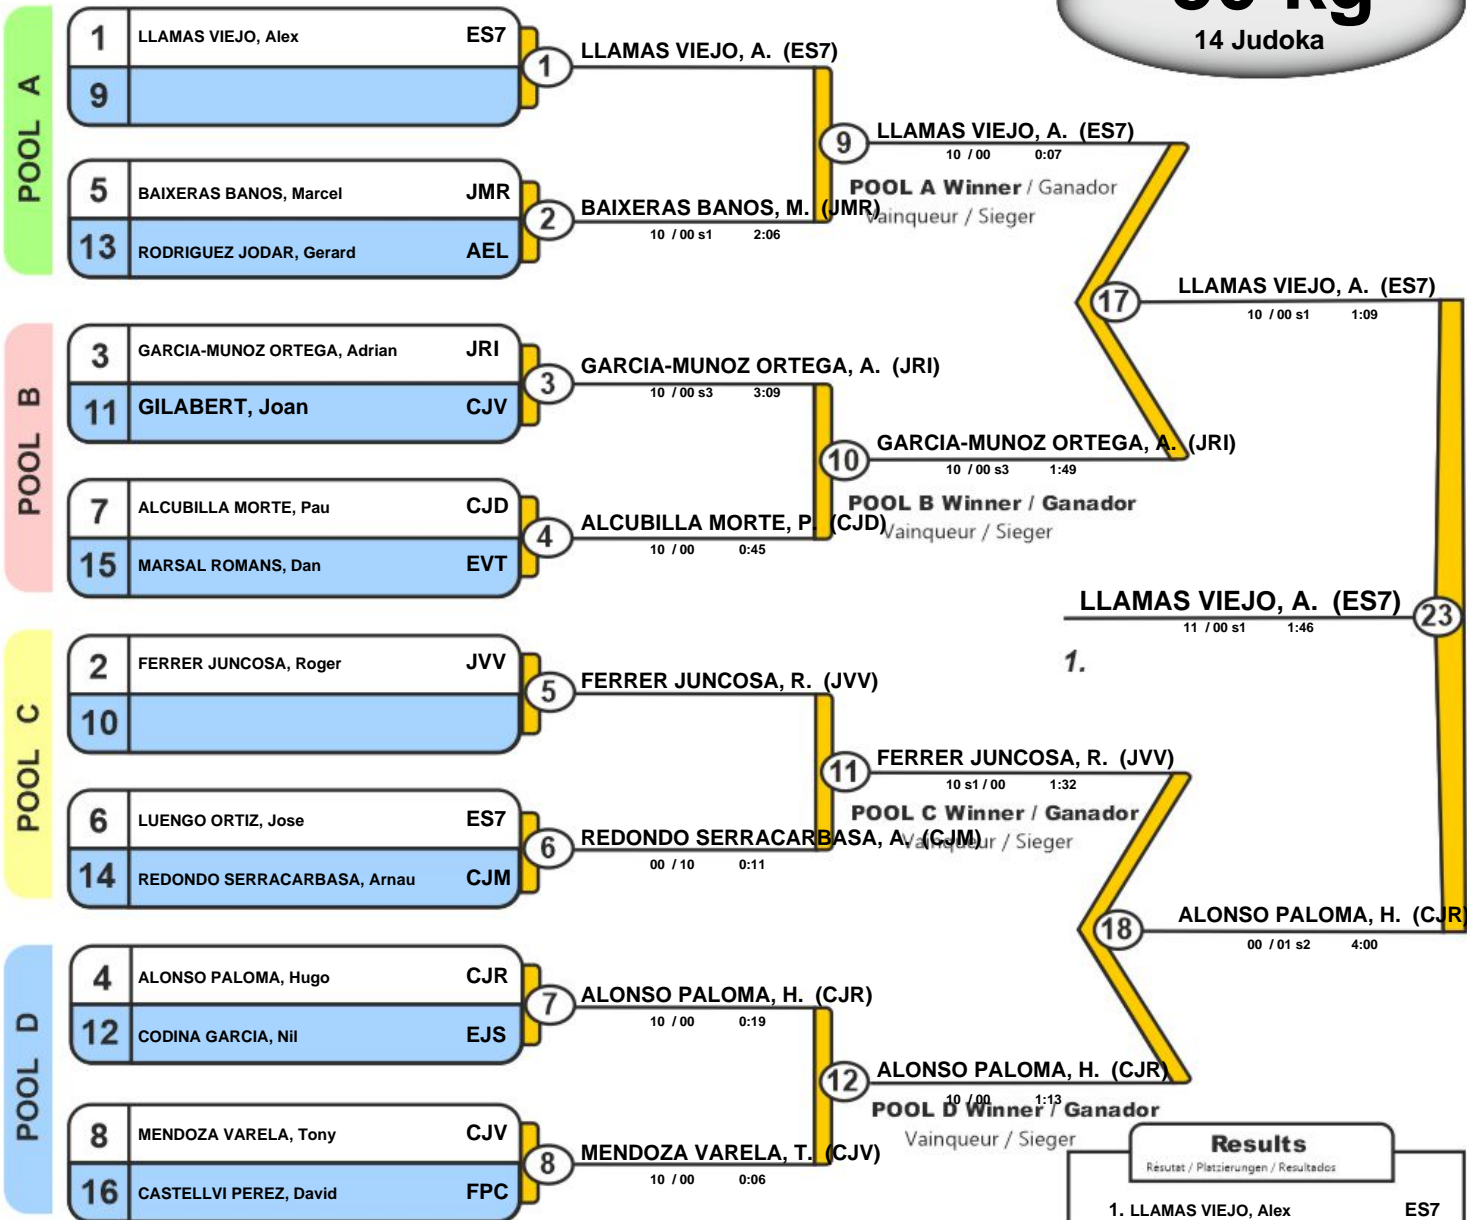 kg
14 Judoka
POOL A
1 LLAMAS VIEJO, Alex ES7
9
1 LLAMAS VIEJO, A. (ES7)
5 BAIXERAS BANOS, Marcel JMR
13 RODRIGUEZ JODAR, Gerard AEL
2 BAIXERAS BANOS, M. (JMR)
10 / 00 s1 2:06
9 LLAMAS VIEJO, A. (ES7)
10 / 00 0:07
POOL A Winner / Ganador
Vainqueur / Sieger
POOL B
3 GARCIA-MUNOZ ORTEGA, Adrian JRI
11 GILABERT, Joan CJV
3 GARCIA-MUNOZ ORTEGA, A. (JRI)
10 / 00 s3 3:09
7 ALCUBILLA MORTE, Pau CJD
15 MARSAL ROMANS, Dan EVT
4 ALCUBILLA MORTE, P. (CJD)
10 / 00 0:45
10 GARCIA-MUNOZ ORTEGA, A. (JRI)
10 / 00 s3 1:49
POOL B Winner / Ganador
Vainqueur / Sieger
17 LLAMAS VIEJO, A. (ES7)
10 / 00 s1 1:09
LLAMAS VIEJO, A. (ES7) 23
11 / 00 s1 1:46
1.
POOL C
2 FERRER JUNCOSA, Roger JVV
10
5 FERRER JUNCOSA, R. (JVV)
6 LUENGO ORTIZ, Jose ES7
14 REDONDO SERRACARBASA, Arnau CJM
6 REDONDO SERRACARBASA, A. (CJM)
00 / 10 0:11
11 FERRER JUNCOSA, R. (JVV)
10 s1 / 00 1:32
POOL C Winner / Ganador
Vainqueur / Sieger
POOL D
4 ALONSO PALOMA, Hugo CJR
12 CODINA GARCIA, Nil EJS
7 ALONSO PALOMA, H. (CJR)
10 / 00 0:19
8 MENDOZA VARELA, Tony CJV
16 CASTELLVI PEREZ, David FPC
8 MENDOZA VARELA, T. (CJV)
10 / 00 0:06
12 ALONSO PALOMA, H. (CJR)
10 / 00 1:13
POOL D Winner / Ganador
Vainqueur / Sieger
18 ALONSO PALOMA, H. (CJR)
00 / 01 s2 4:00
Results
Résutat / Platzierungen / Resultados
1. LLAMAS VIEJO, Alex ES7